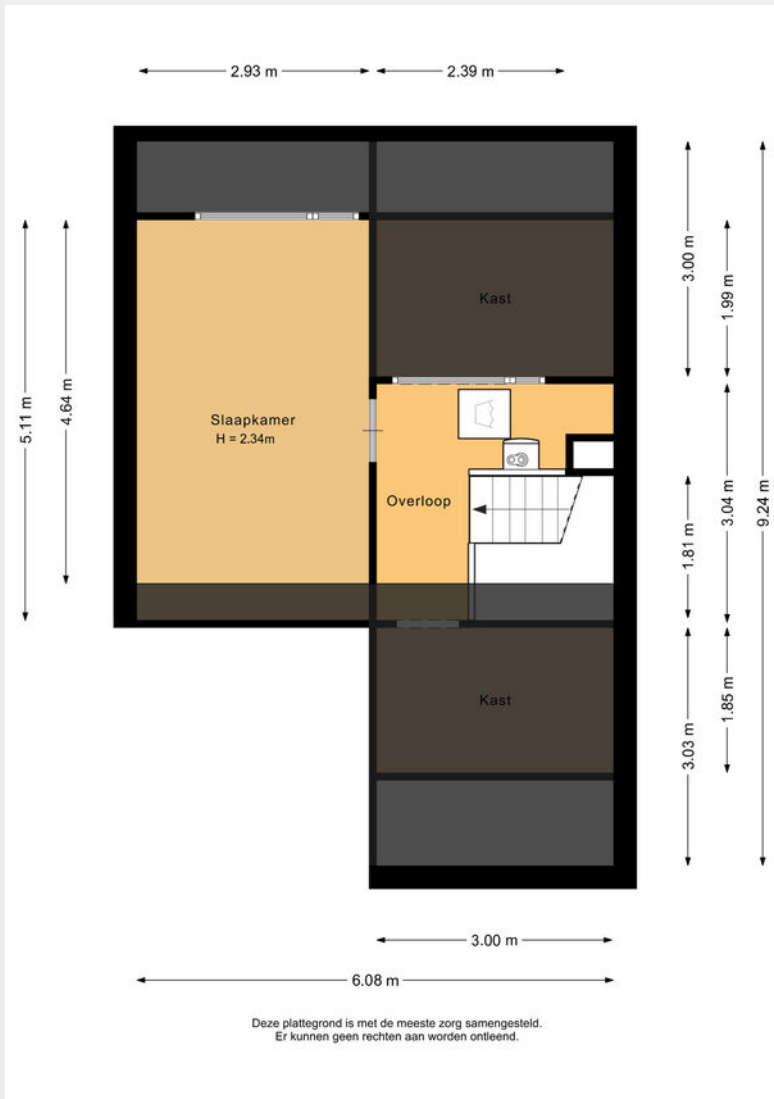 2.93 m
2.39 m
3.00 m
1.99 m
Kast
5.11 m
4.64 m
Slaapkamer
H = 2.34m
Overloop
1.81 m
3.04 m
9.24 m
Kast
3.03 m
1.85 m
3.00 m
6.08 m
Deze plattegrond is met de meeste zorg samengesteld.
Er kunnen geen rechten aan worden ontleend.